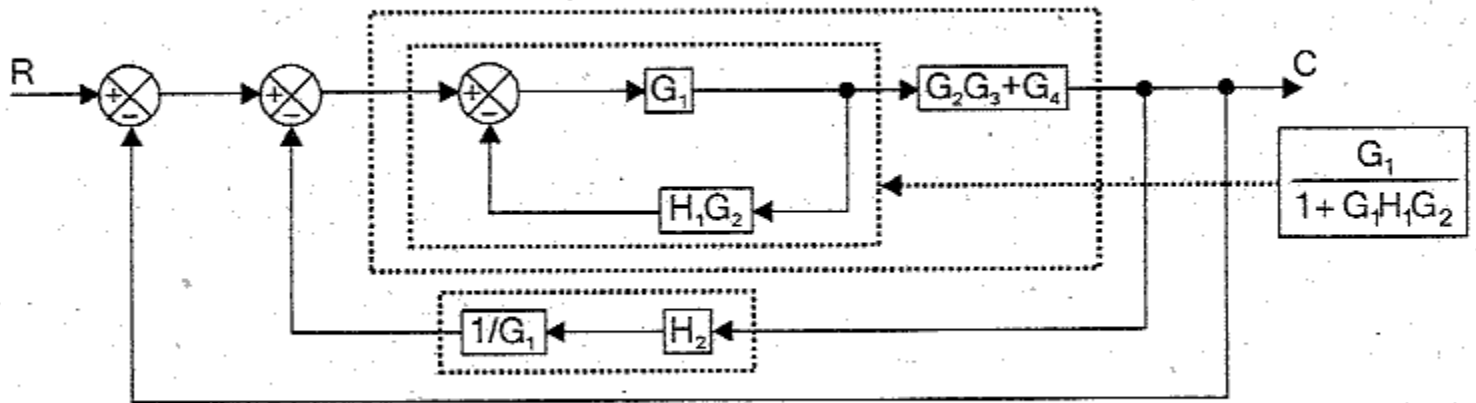 R
+
−
+
−
+
−
G₁
G₂G₃+G₄
C
H₁G₂
G₁
1 + G₁H₁G₂
1/G₁
H₂